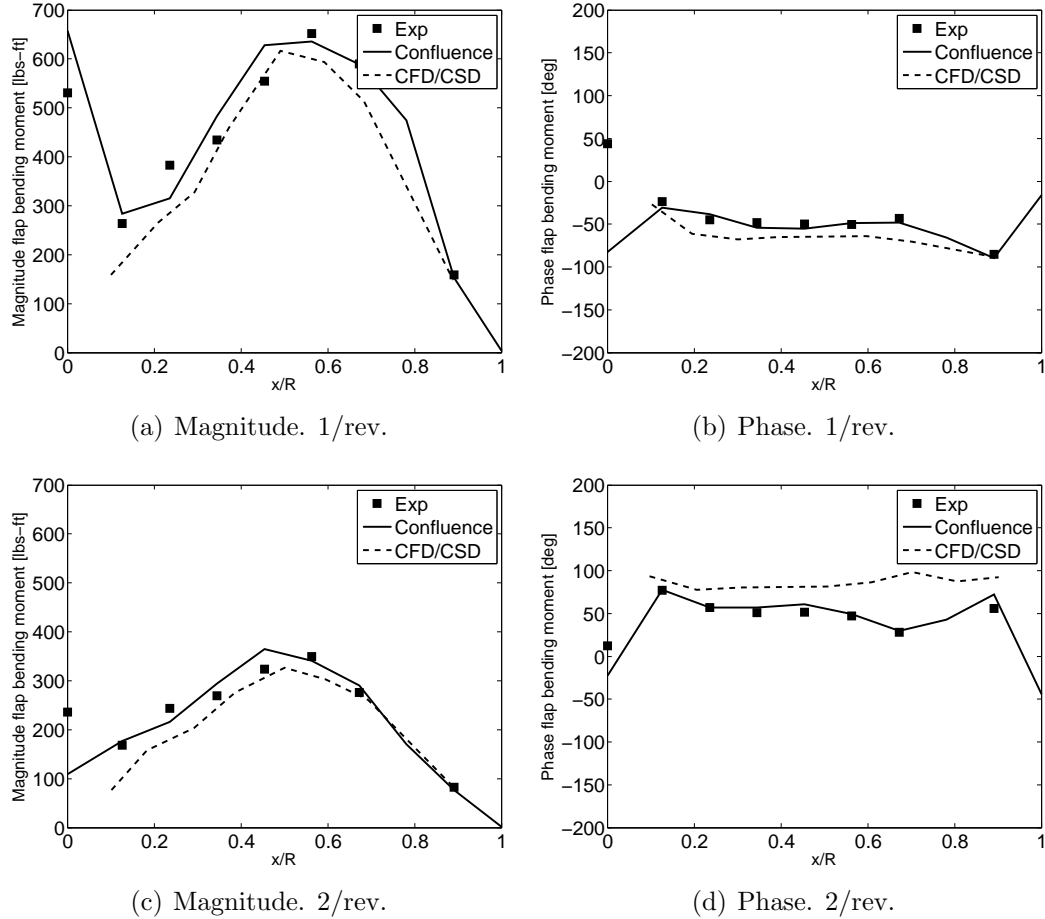 700
600
500
400
300
200
100
0
Magnitude flap bending moment [lbs−ft]
0 0.2 0.4 0.6 0.8 1
x/R
Exp
Confluence
CFD/CSD
(a) Magnitude. 1/rev.
200
150
100
50
0
−50
−100
−150
−200
Phase flap bending moment [deg]
0 0.2 0.4 0.6 0.8 1
x/R
Exp
Confluence
CFD/CSD
(b) Phase. 1/rev.
700
600
500
400
300
200
100
0
Magnitude flap bending moment [lbs−ft]
0 0.2 0.4 0.6 0.8 1
x/R
Exp
Confluence
CFD/CSD
(c) Magnitude. 2/rev.
200
150
100
50
0
−50
−100
−150
−200
Phase flap bending moment [deg]
0 0.2 0.4 0.6 0.8 1
x/R
Exp
Confluence
CFD/CSD
(d) Phase. 2/rev.